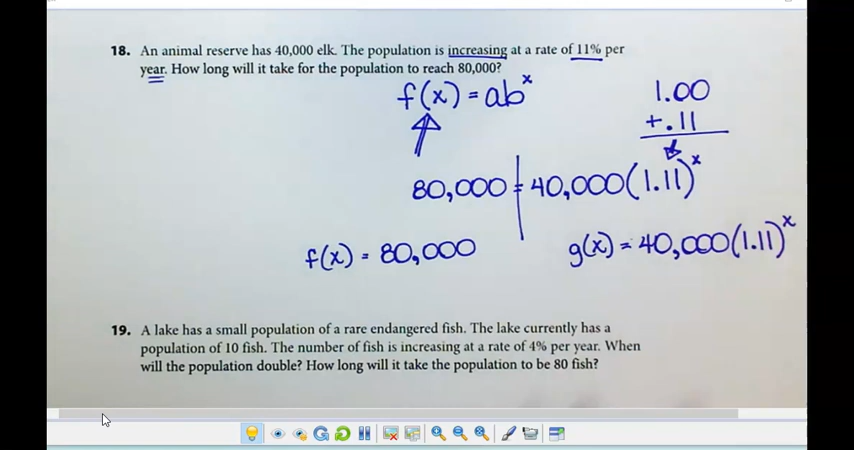 18. An animal reserve has 40,000 elk. The population is increasing at a rate of 11% per
year. How long will it take for the population to reach 80,000?
f(x) = ab^x
1.00
+.11
80,000 = 40,000(1.11)^x
f(x) = 80,000
g(x) = 40,000(1.11)^x
19. A lake has a small population of a rare endangered fish. The lake currently has a
population of 10 fish. The number of fish is increasing at a rate of 4% per year. When
will the population double? How long will it take the population to be 80 fish?